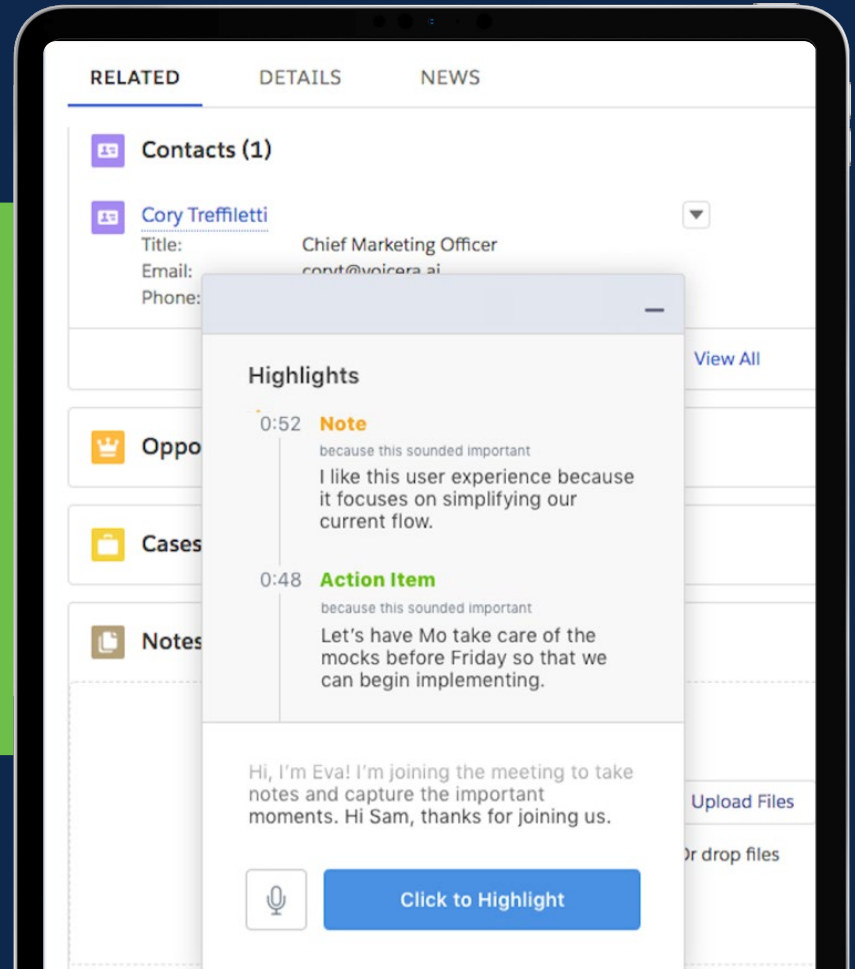 RELATED DETAILS NEWS
Contacts (1)
Cory Treffiletti
Title: Chief Marketing Officer
Email: coryt@voicera.ai
Phone:
View All
Highlights
0:52 Note
because this sounded important
I like this user experience because
it focuses on simplifying our
current flow.
0:48 Action Item
because this sounded important
Let's have Mo take care of the
mocks before Friday so that we
can begin implementing.
Oppo
Cases
Notes
Hi, I'm Eva! I'm joining the meeting to take
notes and capture the important
moments. Hi Sam, thanks for joining us.
Click to Highlight
Upload Files
Or drop files